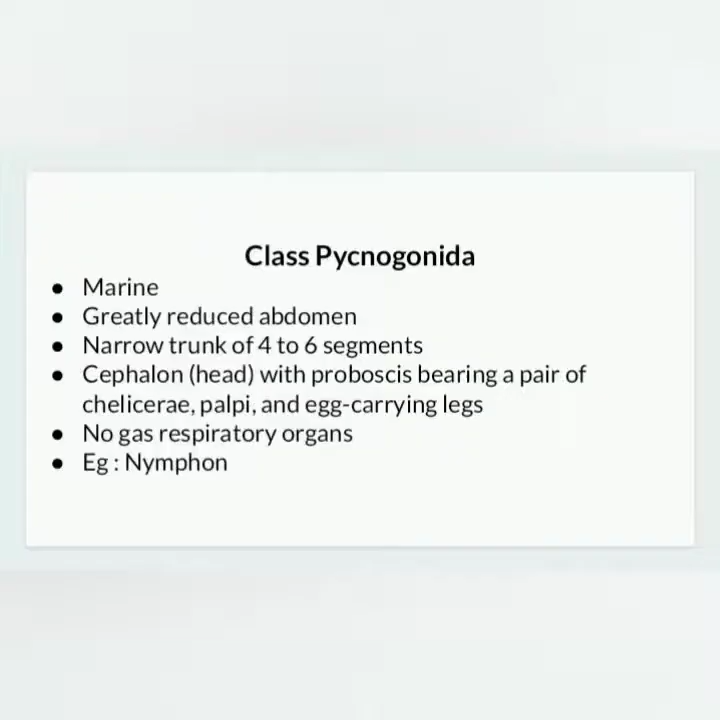 Class Pycnogonida
● Marine
● Greatly reduced abdomen
● Narrow trunk of 4 to 6 segments
● Cephalon (head) with proboscis bearing a pair of
chelicerae, palpi, and egg-carrying legs
● No gas respiratory organs
● Eg : Nymphon